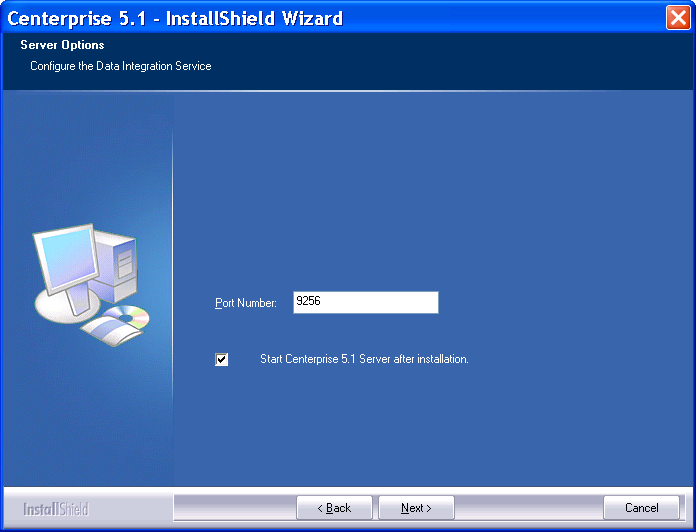 Centerprise 5.1 - InstallShield Wizard
Server Options
Configure the Data Integration Service
Port Number: 9256
Start Centerprise 5.1 Server after installation.
InstallShield
< Back Next > Cancel